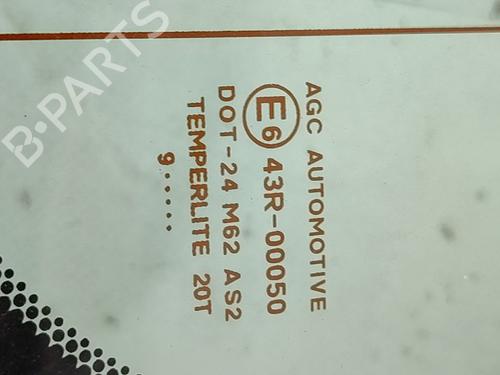 B-PARTS
AGC AUTOMOTIVE
E6 43R-00050
DOT-24 M62 AS2
TEMPERLITE 20T
9.....